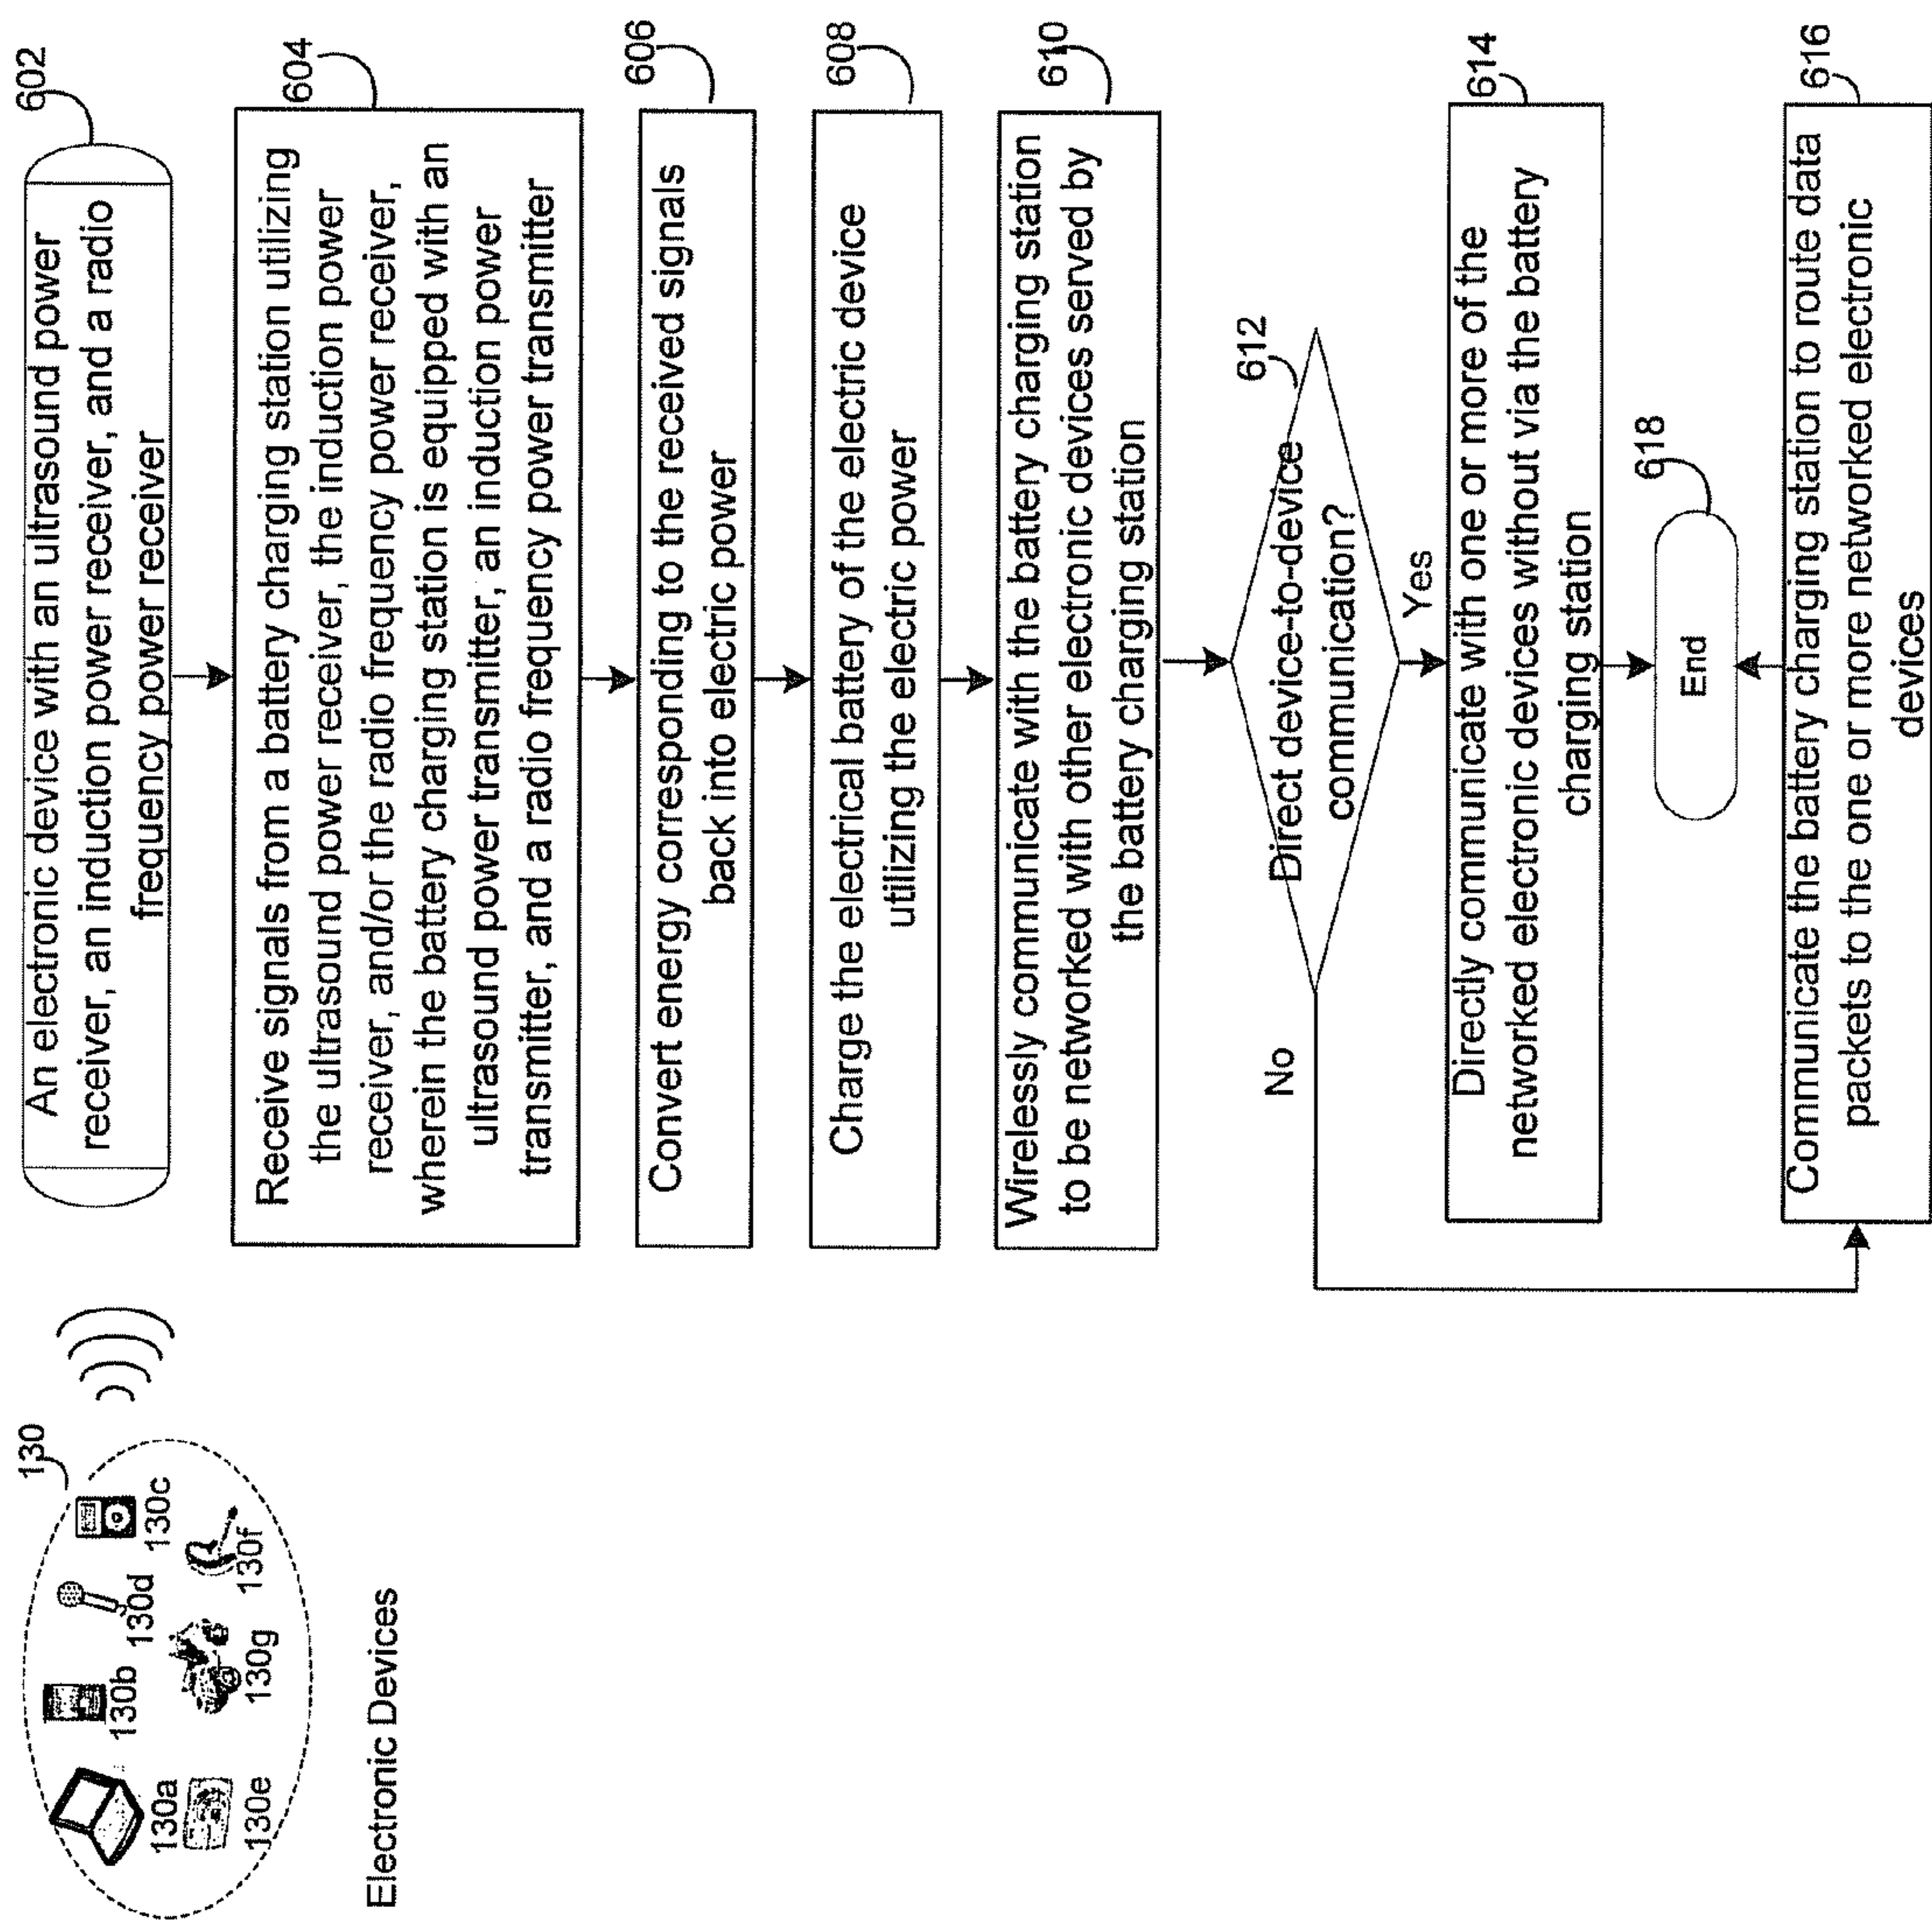 130
130a
130b
130d
130c
130e
130g
130f
Electronic Devices
602
An electronic device with an ultrasound power
receiver, an induction power receiver, and a radio
frequency power receiver
604
Receive signals from a battery charging station utilizing
the ultrasound power receiver, the induction power
receiver, and/or the radio frequency power receiver,
wherein the battery charging station is equipped with an
ultrasound power transmitter, an induction power
transmitter, and a radio frequency power transmitter
606
Convert energy corresponding to the received signals
back into electric power
608
Charge the electrical battery of the electric device
utilizing the electric power
610
Wirelessly communicate with the battery charging station
to be networked with other electronic devices served by
the battery charging station
612
Direct device-to-device
communication?
No
Yes
614
Directly communicate with one or more of the
networked electronic devices without via the battery
charging station
618
End
616
Communicate the battery charging station to route data
packets to the one or more networked electronic
devices